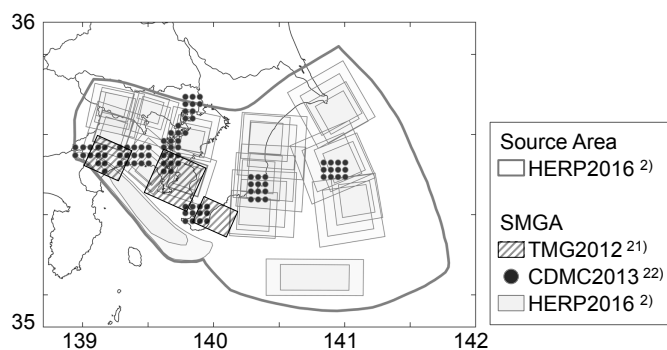 36
35
139
140
141
142
Source Area
HERP2016 2)
SMGA
TMG2012 21)
CDMC2013 22)
HERP2016 2)